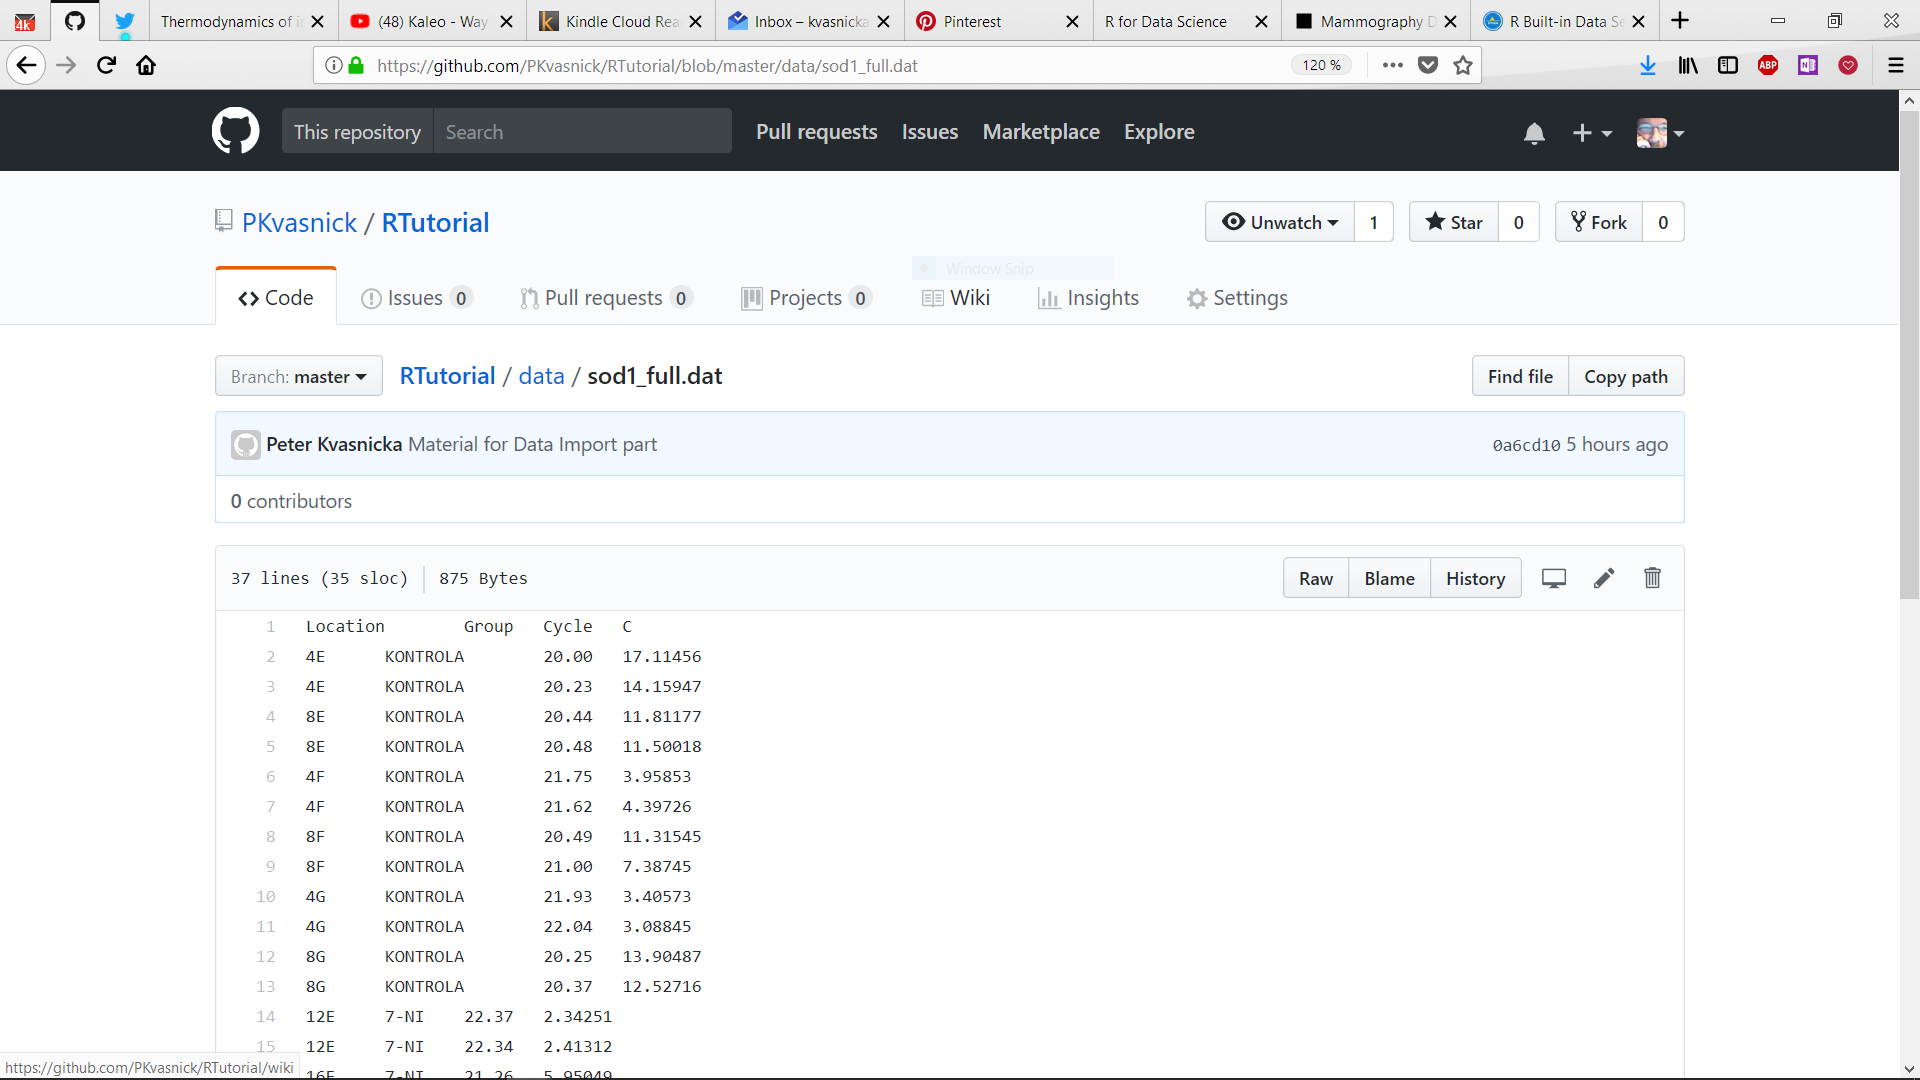 4k
Thermodynamics of i
(48) Kaleo - Way
Kindle Cloud Rea
Inbox – kvasnicka
Pinterest
R for Data Science
Mammography D
R Built-in Data Se
https://github.com/PKvasnick/RTutorial/blob/master/data/sod1_full.dat
120 %
ABP
This repository Search Pull requests Issues Marketplace Explore
PKvasnick / RTutorial
Unwatch 1 Star 0 Fork 0
Window Snip
Code Issues 0 Pull requests 0 Projects 0 Wiki Insights Settings
Branch: master RTutorial / data / sod1_full.dat Find file Copy path
Peter Kvasnicka Material for Data Import part 0a6cd10 5 hours ago
0 contributors
37 lines (35 sloc) 875 Bytes Raw Blame History
1 Location Group Cycle C
2 4E KONTROLA 20.00 17.11456
3 4E KONTROLA 20.23 14.15947
4 8E KONTROLA 20.44 11.81177
5 8E KONTROLA 20.48 11.50018
6 4F KONTROLA 21.75 3.95853
7 4F KONTROLA 21.62 4.39726
8 8F KONTROLA 20.49 11.31545
9 8F KONTROLA 21.00 7.38745
10 4G KONTROLA 21.93 3.40573
11 4G KONTROLA 22.04 3.08845
12 8G KONTROLA 20.25 13.90487
13 8G KONTROLA 20.37 12.52716
14 12E 7-NI 22.37 2.34251
15 12E 7-NI 22.34 2.41312
16E 7-NI 21.26 5.95049
https://github.com/PKvasnick/RTutorial/wiki